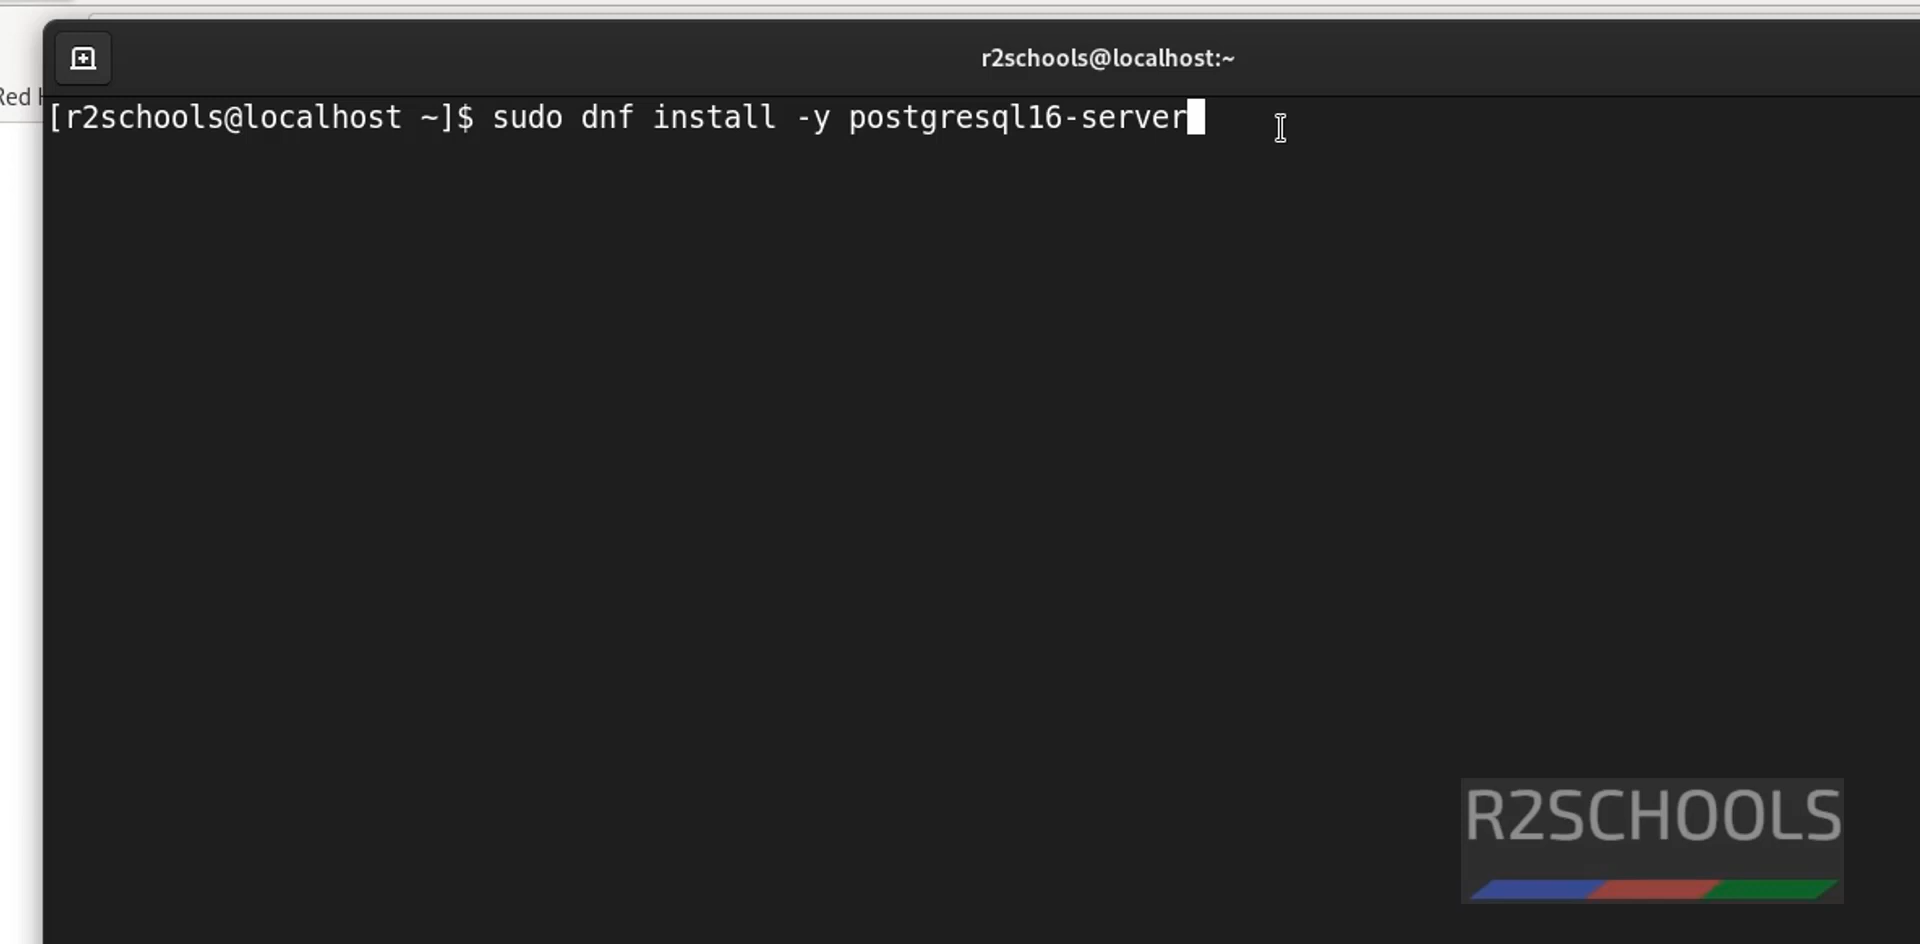 r2schools@localhost:~
Red
[r2schools@localhost ~]$ sudo dnf install -y postgresql16-server
R2SCHOOLS